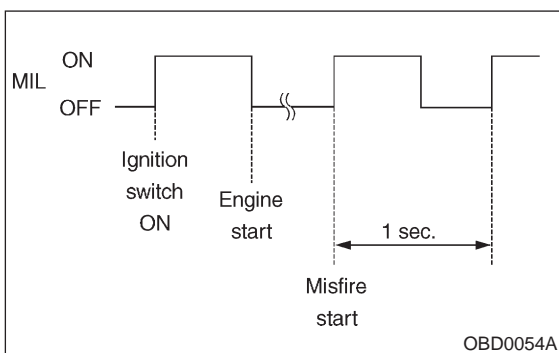 ON
MIL
OFF
Ignition
switch
ON
Engine
start
1 sec.
Misfire
start
OBD0054A